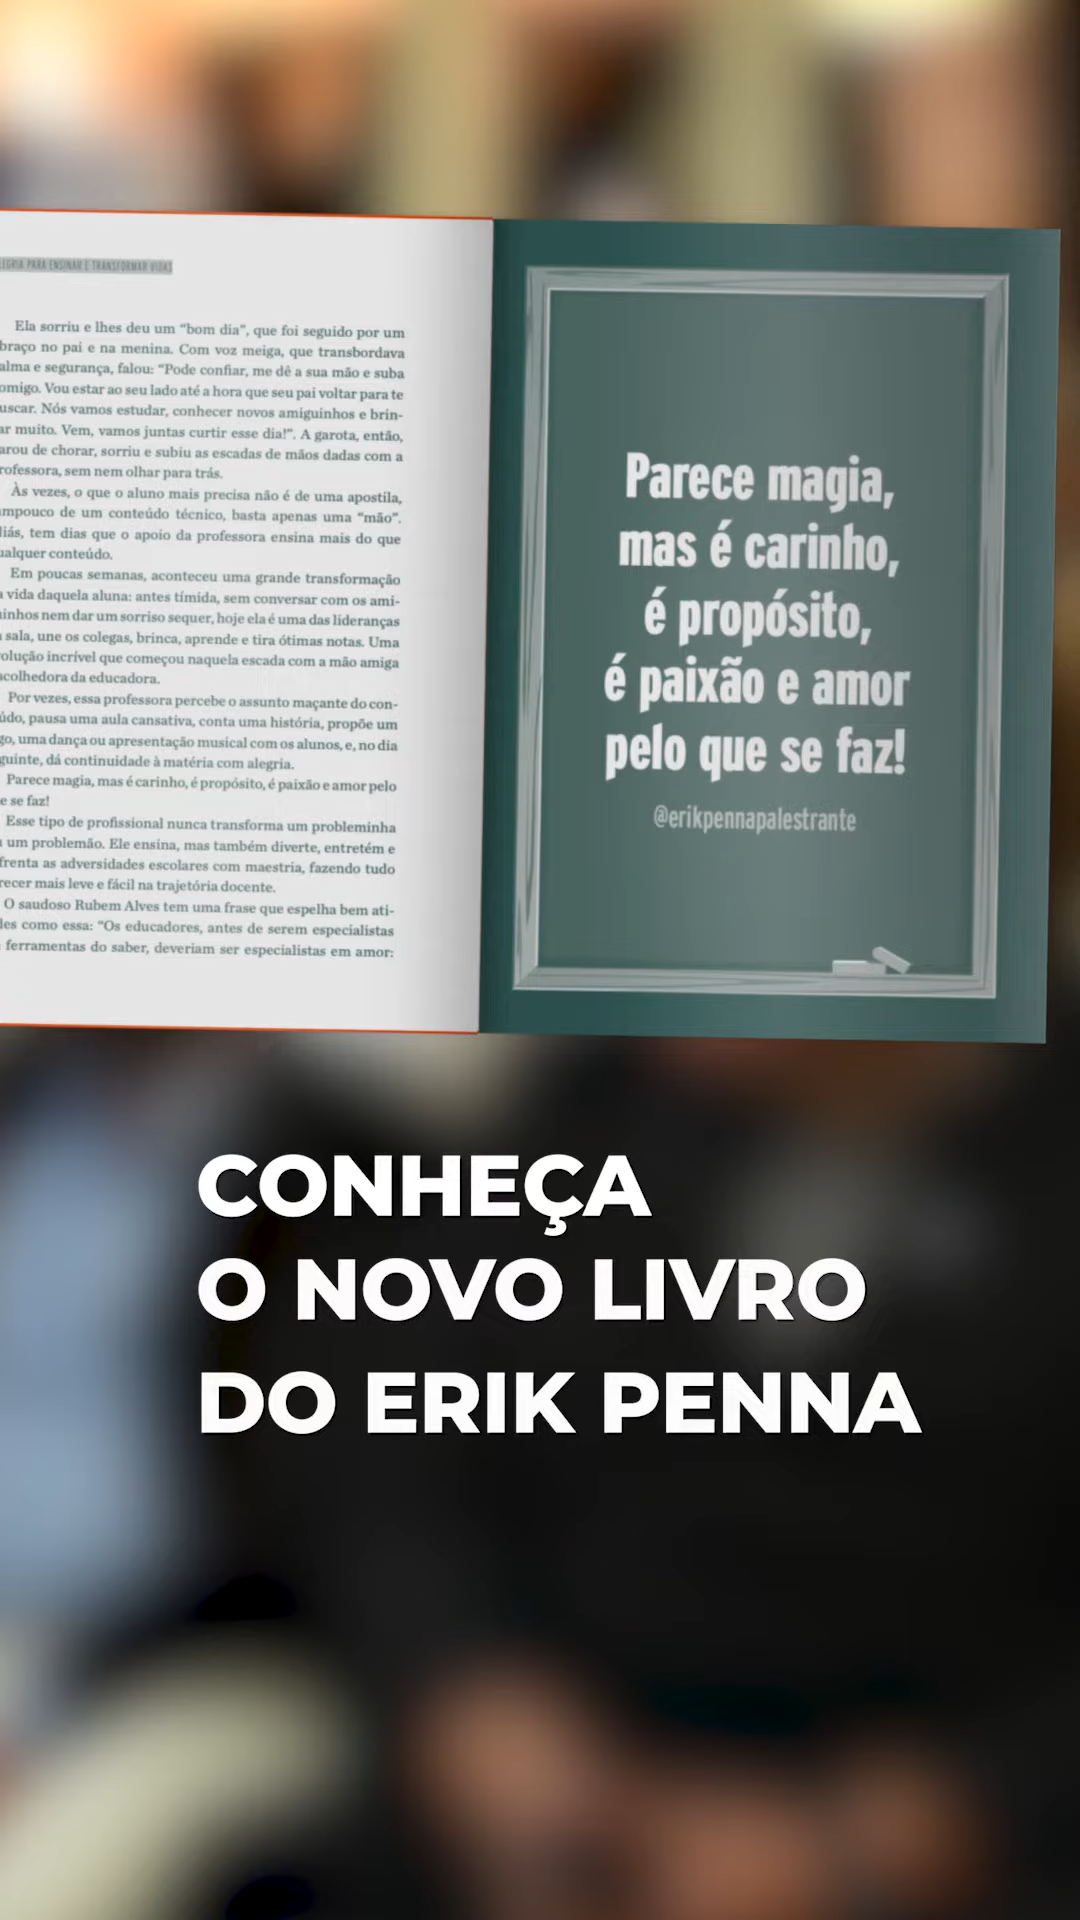 PARA ENSINAR E TRANSFORMAR VIDAS
Ela sorriu e lhes deu um “bom dia”, que foi seguido por um
braço no pai e na menina. Com voz meiga, que transbordava
alma e segurança, falou: “Pode confiar, me dê a sua mão e suba
omigo. Vou estar ao seu lado até a hora que seu pai voltar para te
uscar. Nós vamos estudar, conhecer novos amiguinhos e brin-
ar muito. Vem, vamos juntas curtir esse dia!”. A garota, então,
arou de chorar, sorriu e subiu as escadas de mãos dadas com a
rofessora, sem nem olhar para trás.
Às vezes, o que o aluno mais precisa não é de uma apostila,
ampouco de um conteúdo técnico, basta apenas uma “mão”.
liás, tem dias que o apoio da professora ensina mais do que
ualquer conteúdo.
Em poucas semanas, aconteceu uma grande transformação
a vida daquela aluna: antes tímida, sem conversar com os ami-
uinhos nem dar um sorriso sequer, hoje ela é uma das lideranças
a sala, une os colegas, brinca, aprende e tira ótimas notas. Uma
olução incrível que começou naquela escada com a mão amiga
acolhedora da educadora.
Por vezes, essa professora percebe o assunto maçante do con-
údo, pausa uma aula cansativa, conta uma história, propõe um
go, uma dança ou apresentação musical com os alunos, e, no dia
guinte, dá continuidade à matéria com alegria.
Parece magia, mas é carinho, é propósito, é paixão e amor pelo
e se faz!
Esse tipo de profissional nunca transforma um probleminha
um problemão. Ele ensina, mas também diverte, entretém e
frenta as adversidades escolares com maestria, fazendo tudo
recer mais leve e fácil na trajetória docente.
O saudoso Rubem Alves tem uma frase que espelha bem ati-
des como essa: “Os educadores, antes de serem especialistas
ferramentas do saber, deveriam ser especialistas em amor:
Parece magia,
mas é carinho,
é propósito,
é paixão e amor
pelo que se faz!
@erikpennapalestrante
CONHEÇA
O NOVO LIVRO
DO ERIK PENNA